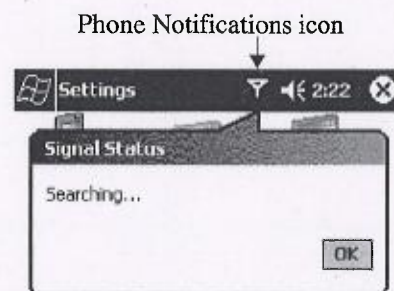 Phone Notifications icon
Settings 2:22
Signal Status
Searching...
OK